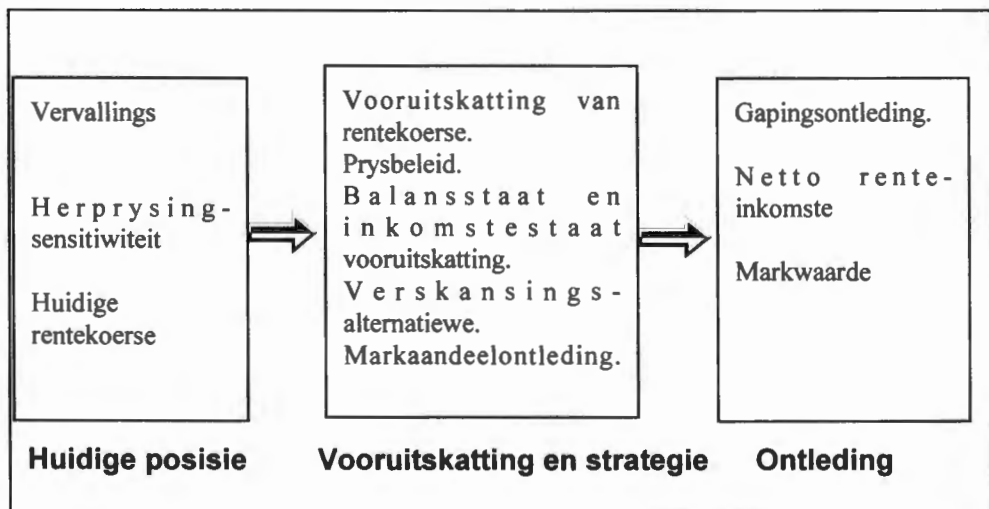 Vervallings
Herprysing-
sensitiwiteit
Huidige
rentekoerse
Huidige posisie
Vooruitskatting van
rentekoerse.
Prysbeleid.
Balansstaat en
inkomstestaat
vooruitskatting.
Verskansings-
alternatiewe.
Markaandeelontleding.
Vooruitskatting en strategie
Gapingsontleding.
Netto rente-
inkomste
Markwaarde
Ontleding